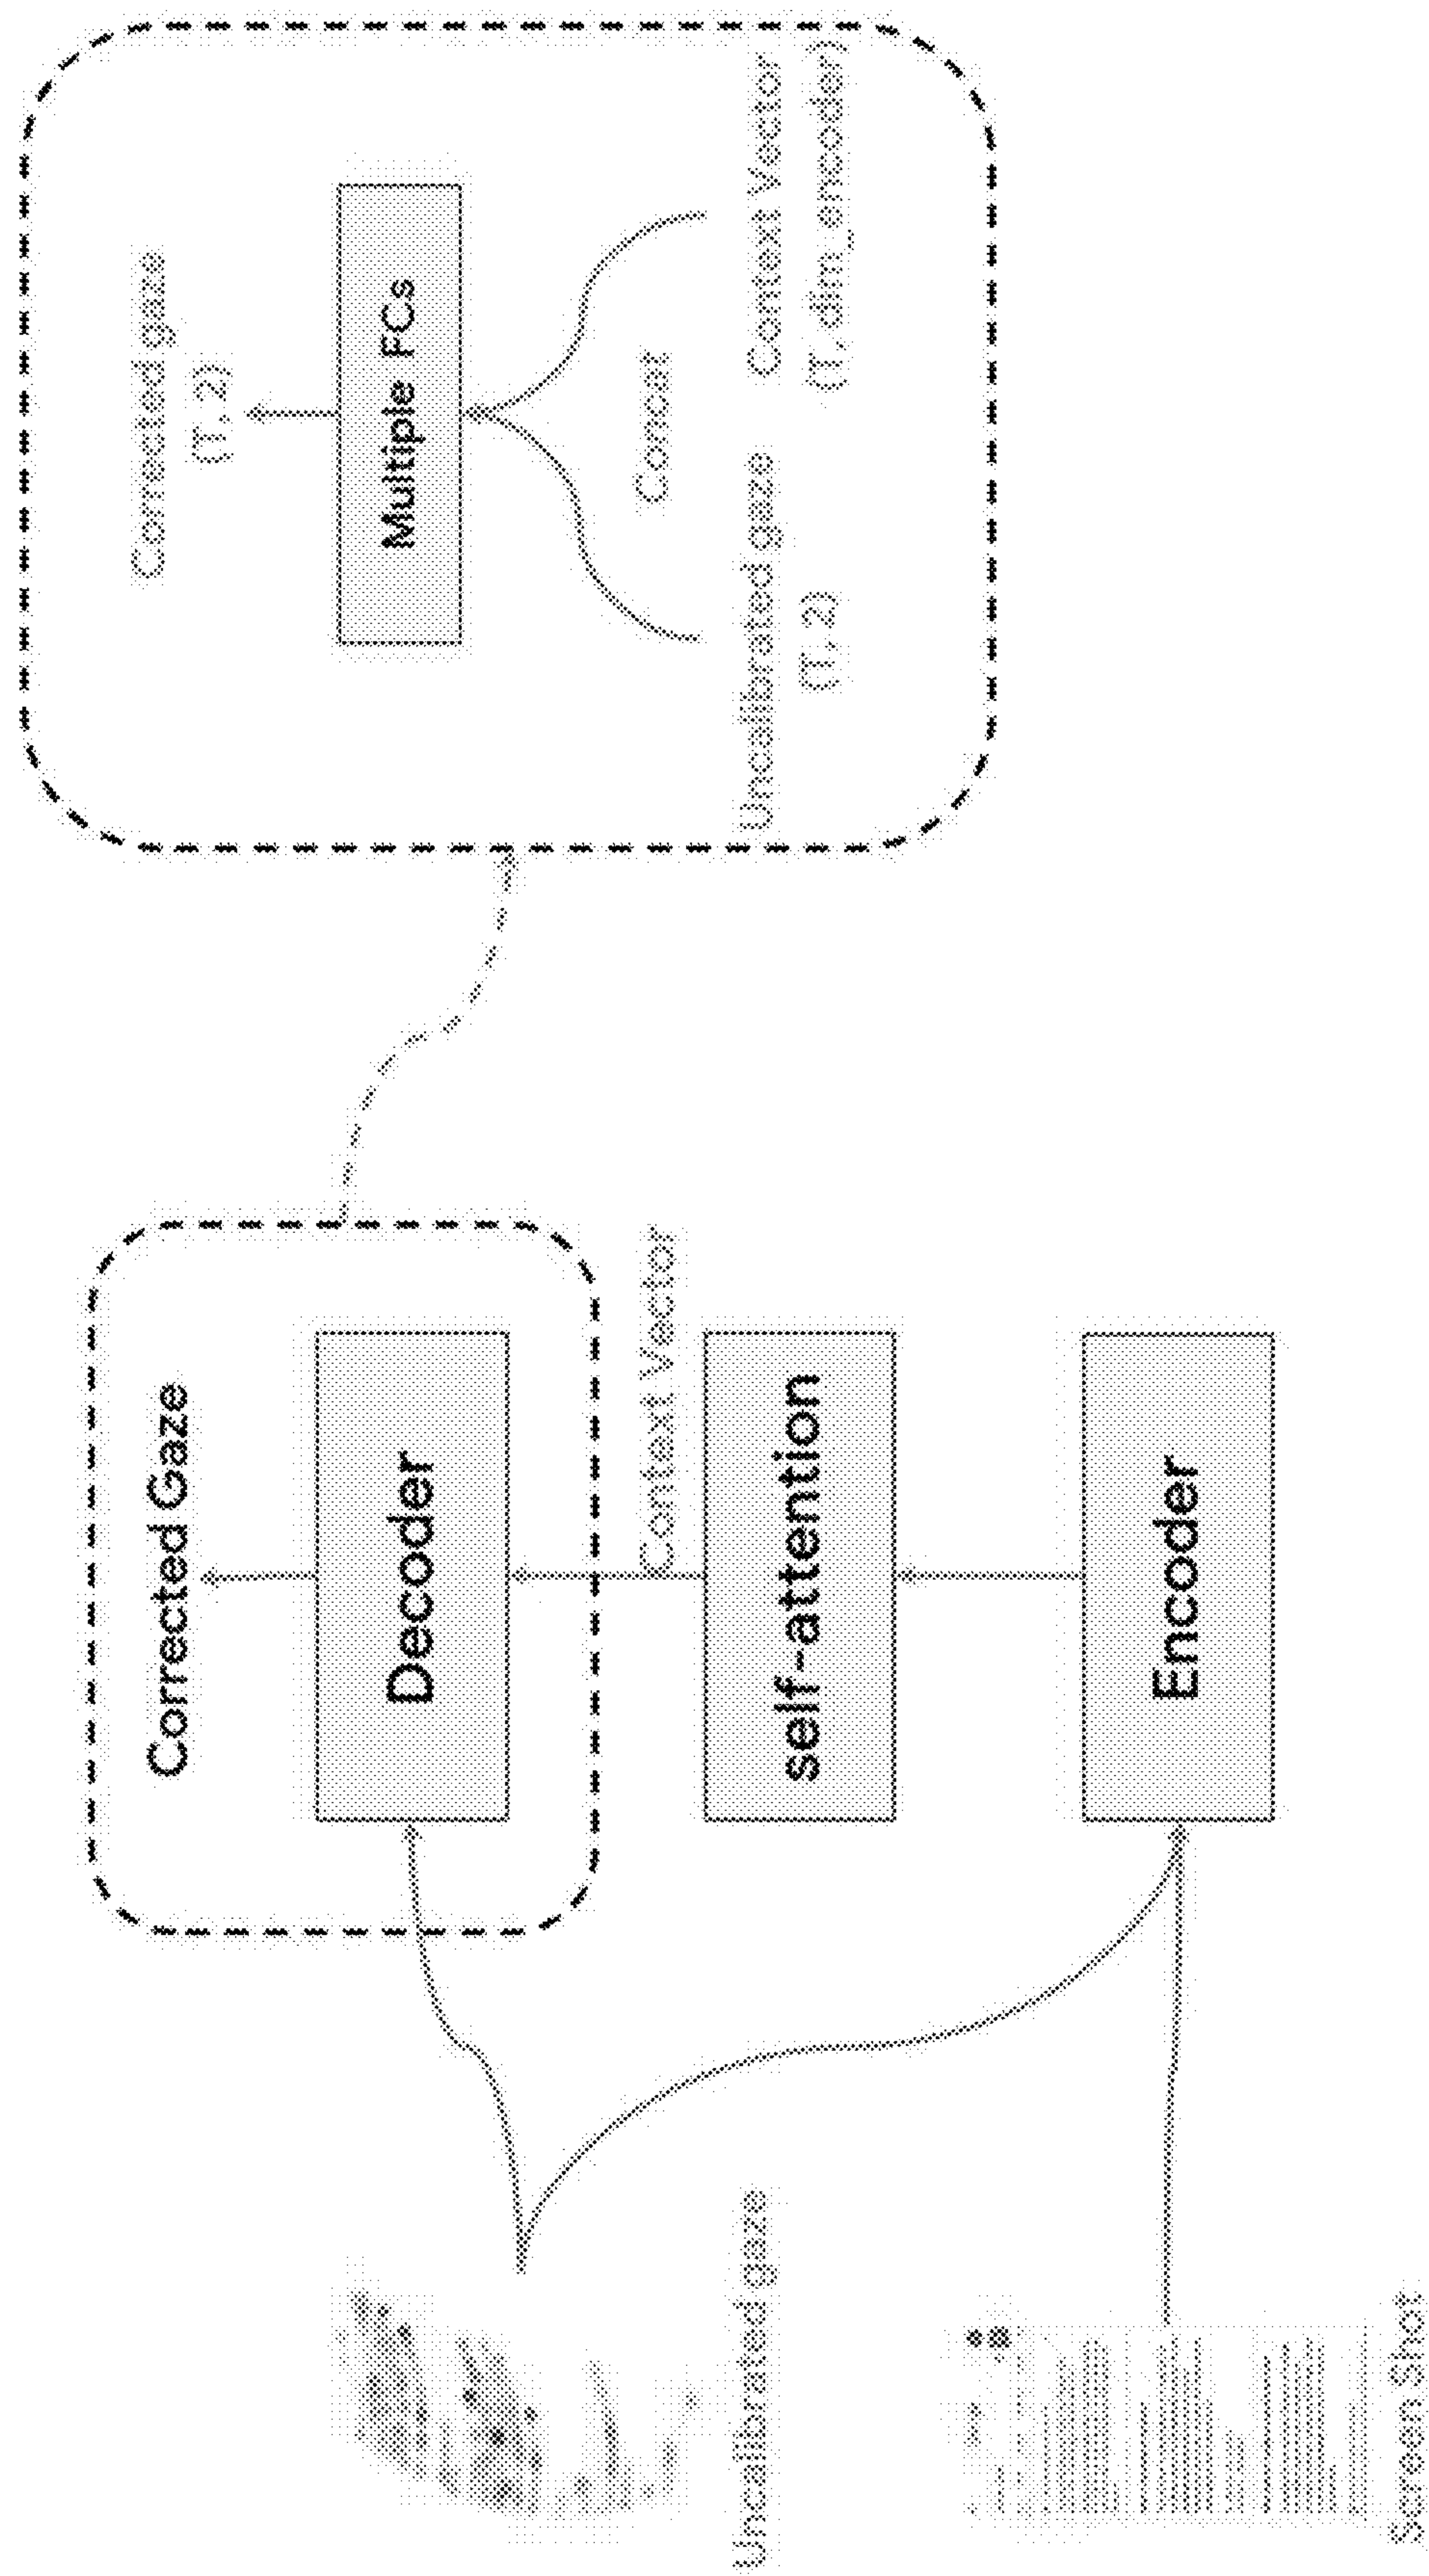 Uncalibrated gaze
Screen Shot
Corrected Gaze
Decoder
Context Vector
self-attention
Encoder
Corrected gaze
(T, 2)
Multiple FCs
Concat
Uncalibrated gaze
(T, 2)
Context Vector
(T, dim_encoder)